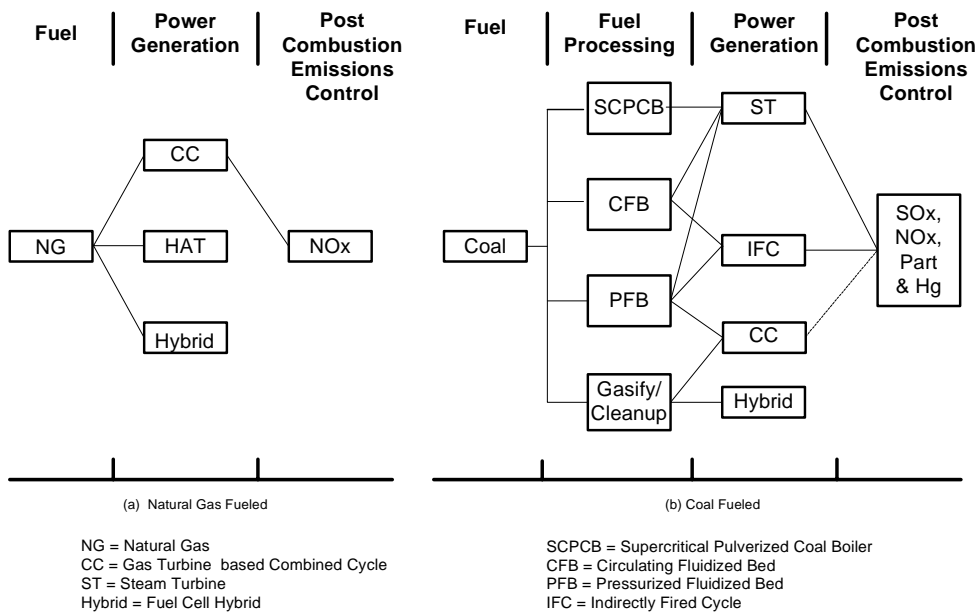 Fuel
Power
Generation
Post
Combustion
Emissions
Control
CC
NG
HAT
NOx
Hybrid
(a) Natural Gas Fueled
NG = Natural Gas
CC = Gas Turbine based Combined Cycle
ST = Steam Turbine
Hybrid = Fuel Cell Hybrid
Fuel
Fuel
Processing
Power
Generation
Post
Combustion
Emissions
Control
SCPCB
ST
CFB
Coal
IFC
SOx,
NOx,
Part
& Hg
PFB
CC
Gasify/
Cleanup
Hybrid
(b) Coal Fueled
SCPCB = Supercritical Pulverized Coal Boiler
CFB = Circulating Fluidized Bed
PFB = Pressurized Fluidized Bed
IFC = Indirectly Fired Cycle